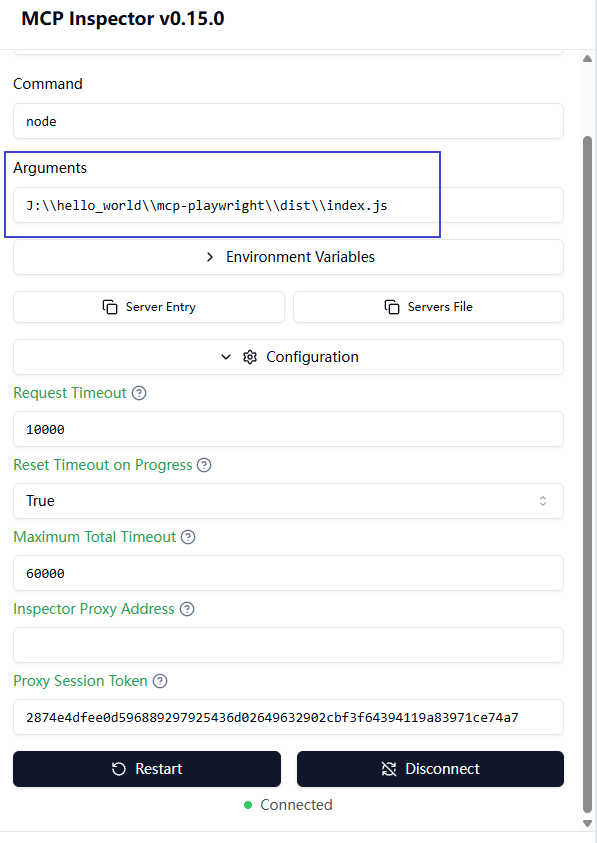 MCP Inspector v0.15.0
Command
node
Arguments
J:\\hello_world\\mcp-playwright\\dist\\index.js
Environment Variables
Server Entry
Servers File
Configuration
Request Timeout
10000
Reset Timeout on Progress
True
Maximum Total Timeout
60000
Inspector Proxy Address
Proxy Session Token
2874e4dfee0d596889297925436d02649632902cbf3f64394119a83971ce74a7
Restart
Disconnect
Connected